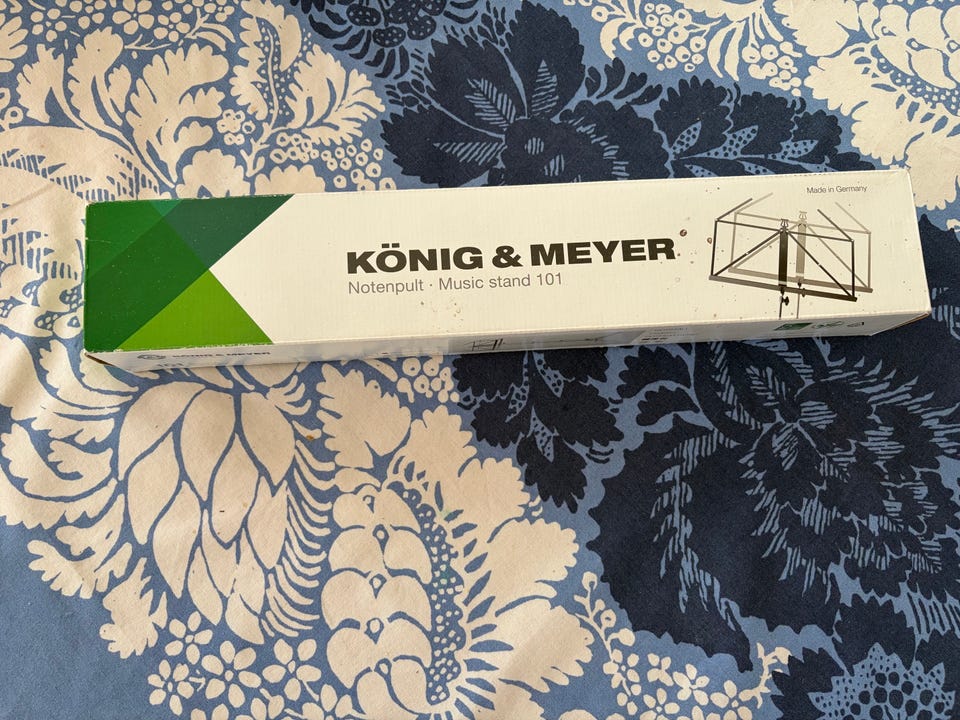 Made in Germany
KÖNIG & MEYER
Notenpult · Music stand 101
KÖNIG & MEYER